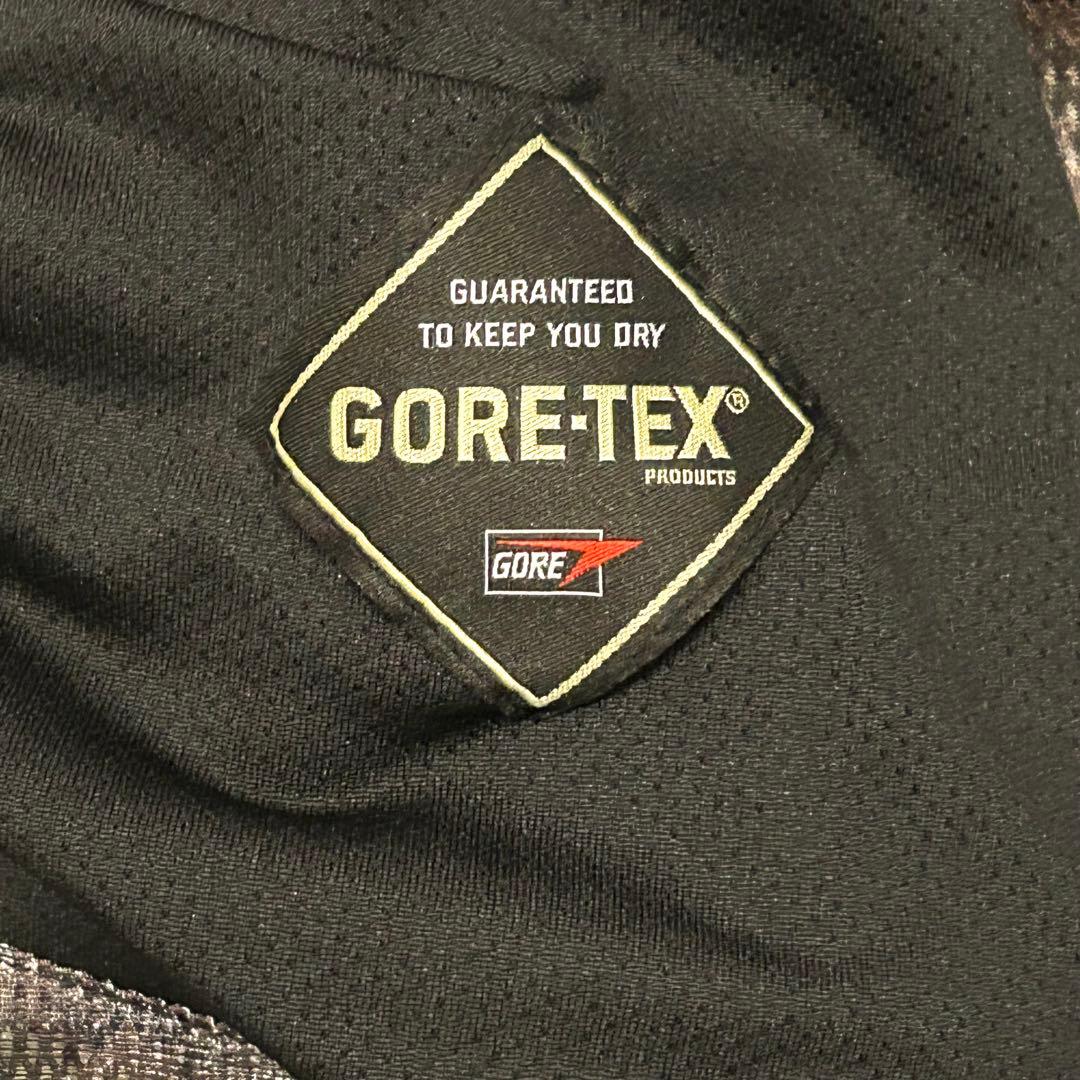 GUARANTEED
TO KEEP YOU DRY
GORE-TEX®
PRODUCTS
GORE